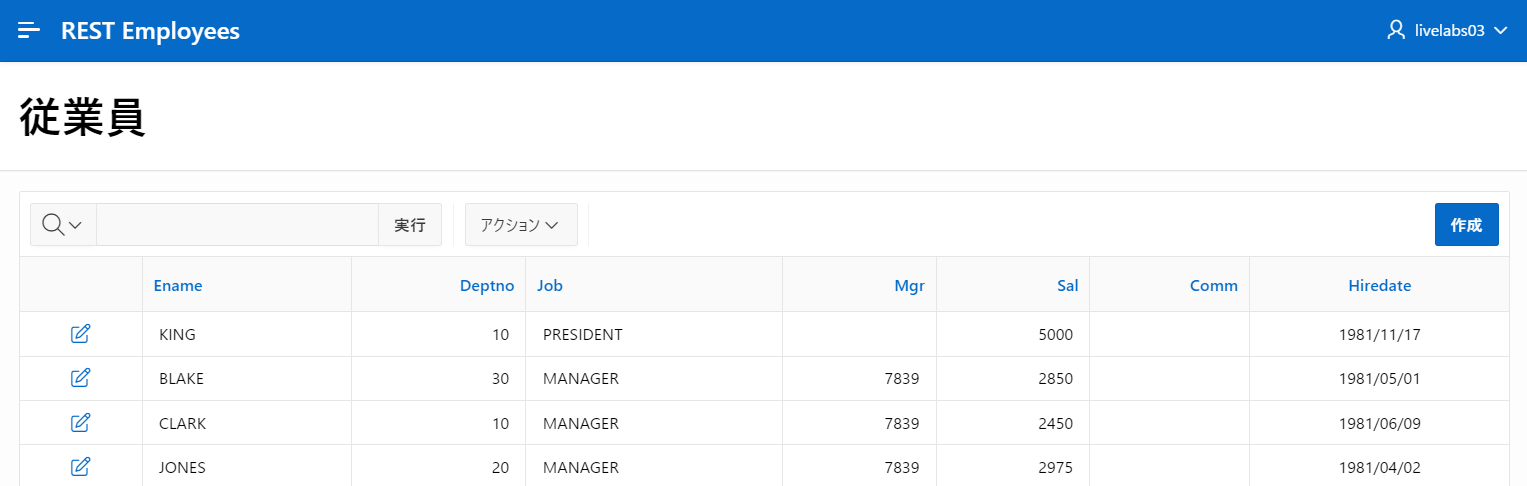 REST Employees livelabs03
従業員
実行 アクション 作成
Ename Deptno Job Mgr Sal Comm Hiredate
KING 10 PRESIDENT 5000 1981/11/17
BLAKE 30 MANAGER 7839 2850 1981/05/01
CLARK 10 MANAGER 7839 2450 1981/06/09
JONES 20 MANAGER 7839 2975 1981/04/02